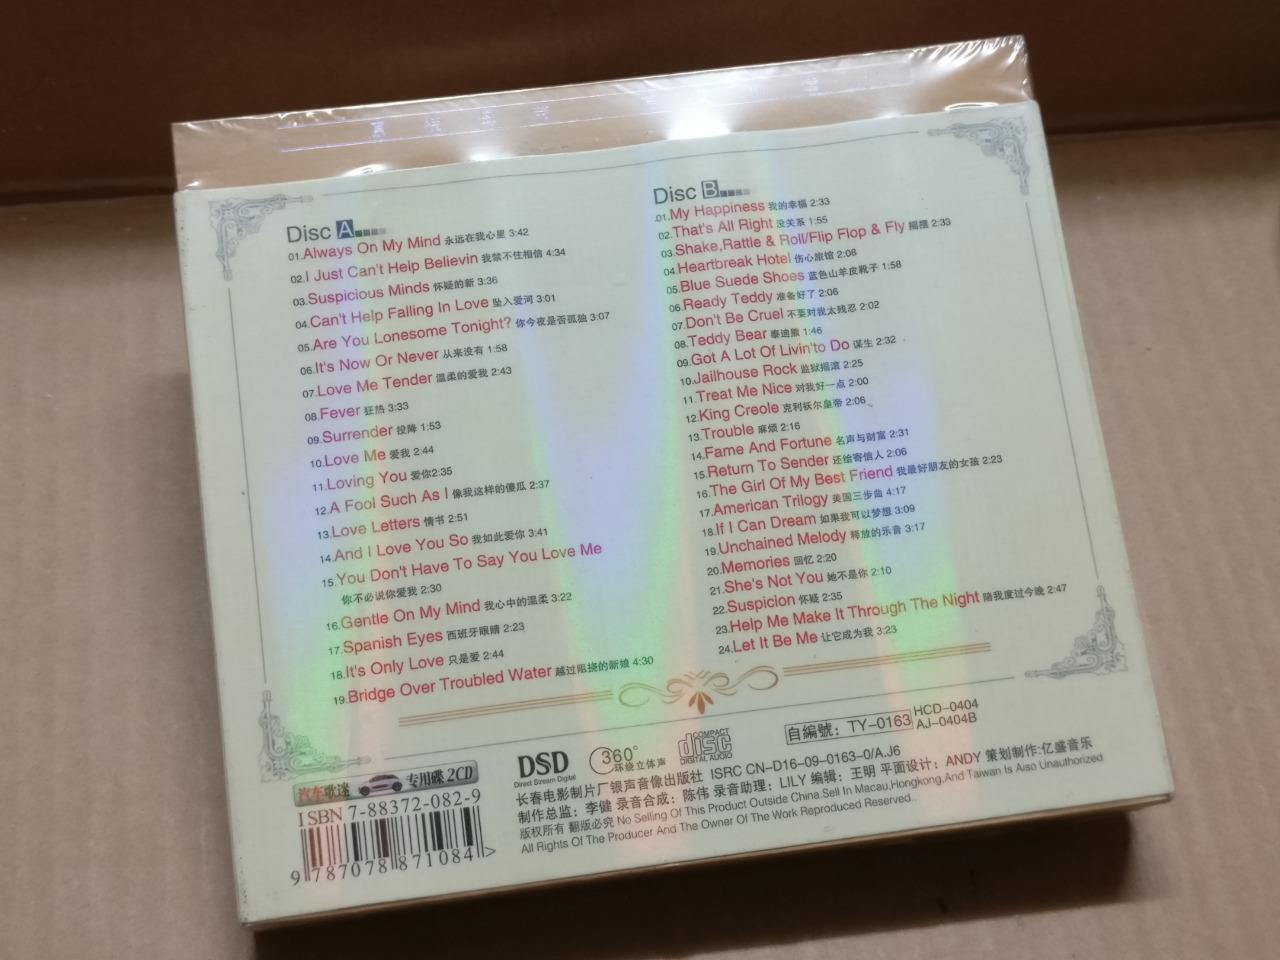 Disc A
01.Always On My Mind 永远在我心里 3:42
02.I Just Can't Help Believin 我禁不住相信 4:34
03.Suspicious Minds 怀疑的新 3:36
04.Can't Help Falling In Love 坠入爱河 3:01
05.Are You Lonesome Tonight? 你今夜是否孤独 3:07
06.It's Now Or Never 从来没有 1:58
07.Love Me Tender 温柔的爱我 2:43
08.Fever 狂热 3:33
09.Surrender 投降 1:53
10.Love Me 爱我 2:44
11.Loving You 爱你2:35
12.A Fool Such As I 像我这样的傻瓜 2:37
13.Love Letters 情书 2:51
14.And I Love You So 我如此爱你 3:41
15.You Don't Have To Say You Love Me
你不必说你爱我 2:30
16.Gentle On My Mind 我心中的温柔 3:22
17.Spanish Eyes 西班牙眼睛 2:23
18.It's Only Love 只是爱 2:44
19.Bridge Over Troubled Water 越过阻挠的新娘 4:30
Disc B
01.My Happiness 我的幸福 2:33
02.That's All Right 没关系 1:55
03.Shake,Rattie & Roll/Flip Flop & Fly 摇摆 2:33
04.Heartbreak Hotel 伤心旅馆 2:08
05.Blue Suede Shoes 蓝色山羊皮靴子 1:58
06.Ready Teddy 准备好了 2:06
07.Don't Be Cruel 不要对我太残忍 2:02
08.Teddy Bear 泰迪熊 1:46
09.Got A Lot Of Livin'to Do 谋生 2:32
10.Jailhouse Rock 监狱摇滚 2:25
11.Treat Me Nice 对我好一点 2:00
12.King Creole 克利沃尔皇帝 2:06
13.Trouble 麻烦 2:16
14.Fame And Fortune 名声与财富 2:31
15.Return To Sender 还给寄信人 2:06
16.The Girl Of My Best Friend 我最好朋友的女孩 2:23
17.American Trilogy 美国三步曲 4:17
18.If I Can Dream 如果我可以梦想 3:09
19.Unchained Melody 释放的乐音 3:17
20.Memories 回忆 2:20
21.She's Not You 她不是你 2:10
22.Suspicion 怀疑 2:35
23.Help Me Make It Through The Night 陪我度过今晚 2:47
24.Let It Be Me 让它成为我 3:23
汽车歌迷 专用碟 2CD
ISBN 7-88372-082-9
9 787078 871084 >
DSD
Direct Stream Digital
360°
环绕立体声
COMPACT
disc
DIGITAL AUDIO
自編號：TY-0163
HCD-0404
AJ-0404B
长春电影制片厂银声音像出版社 ISRC CN-D16-09-0163-0/A.J6
制作总监：李健 录音合成：陈伟 录音助理：LILY 编辑：王明 平面设计：ANDY 策划制作:亿盛音乐
版权所有 翻版必究 No Selling Of This Product Outside China.Sell In Macau,Hongkong,And Taiwan Is Also Unauthorized
All Rights Of The Producer And The Owner Of The Work Reproduced Reserved..